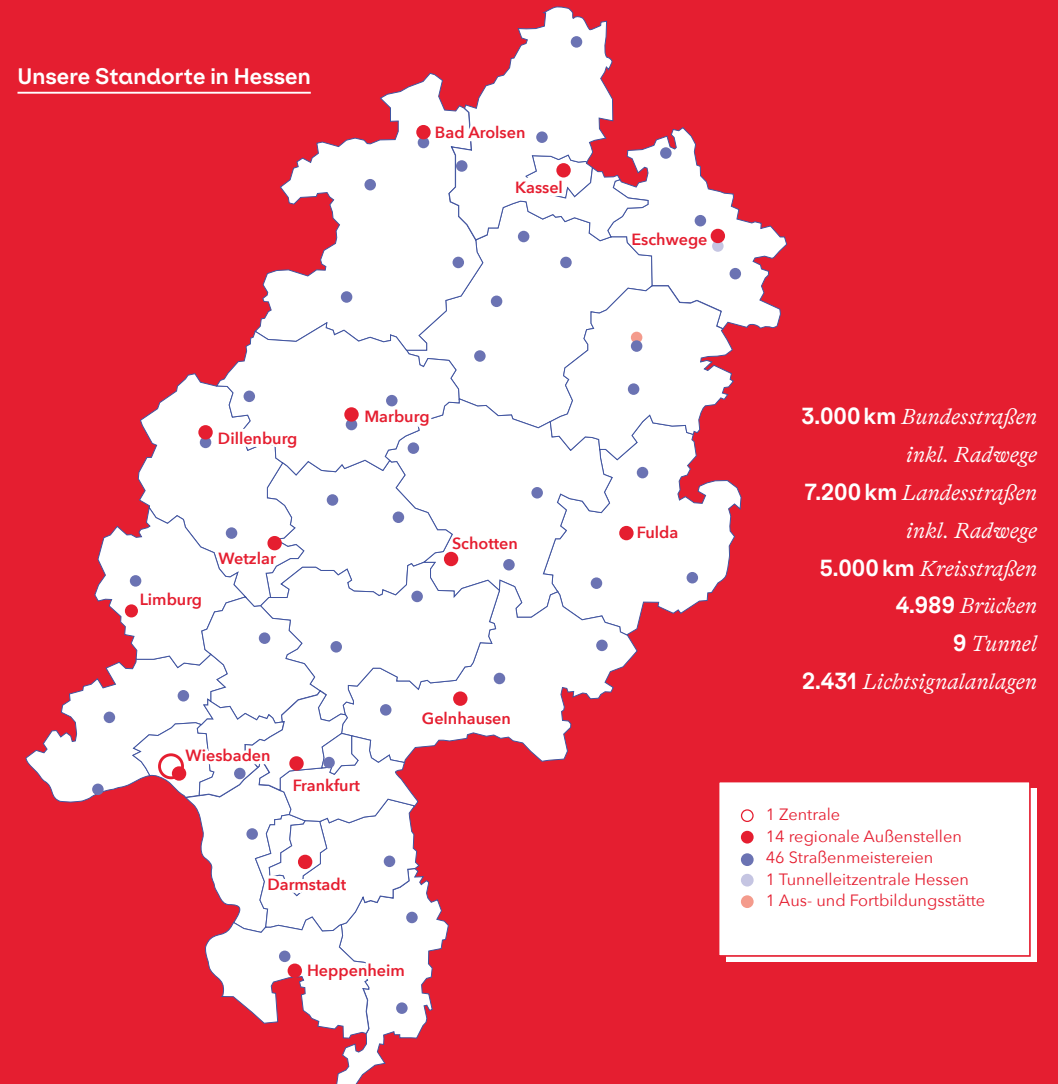 Unsere Standorte in Hessen
Bad Arolsen
Kassel
Eschwege
Marburg
Dillenburg
Wetzlar
Schotten
Fulda
Limburg
Gelnhausen
Wiesbaden
Frankfurt
Darmstadt
Heppenheim
3.000 km Bundesstraßen
inkl. Radwege
7.200 km Landesstraßen
inkl. Radwege
5.000 km Kreisstraßen
4.989 Brücken
9 Tunnel
2.431 Lichtsignalanlagen
1 Zentrale
14 regionale Außenstellen
46 Straßenmeistereien
1 Tunnelleitzentrale Hessen
1 Aus- und Fortbildungsstätte